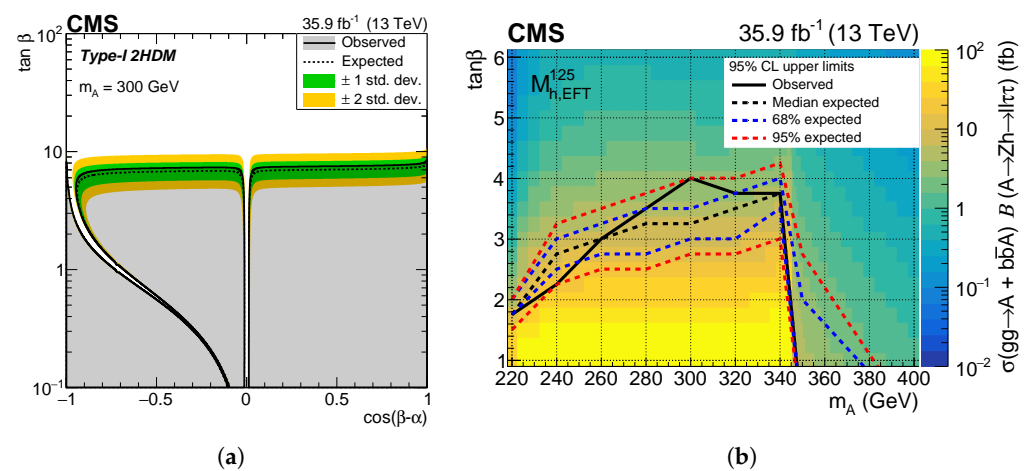 CMS 35.9 fb⁻¹ (13 TeV)
tan β
10²
10
1
10⁻¹
Type-I 2HDM
m_A = 300 GeV
Observed
Expected
± 1 std. dev.
± 2 std. dev.
−1 −0.5 0 0.5 1
cos(β-α)
(a)
CMS 35.9 fb⁻¹ (13 TeV)
tanβ
6
5
4
3
2
1
M¹²⁵_h,EFT
95% CL upper limits
Observed
Median expected
68% expected
95% expected
220 240 260 280 300 320 340 360 380 400
m_A (GeV)
10²
10
1
10⁻¹
10⁻²
σ(gg→A + bb̅A) B (A→Zh→llττ) (fb)
(b)